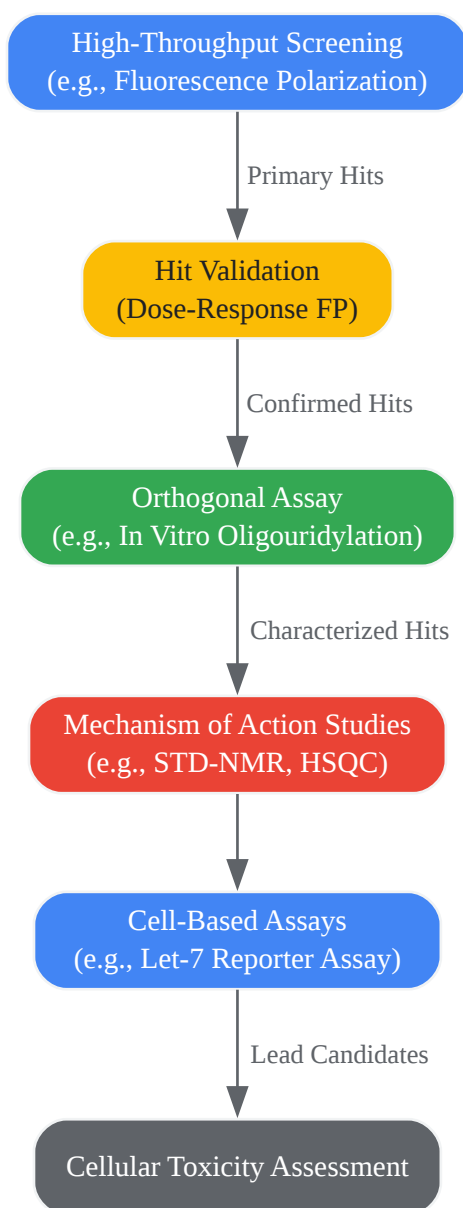 High-Throughput Screening
(e.g., Fluorescence Polarization)
Primary Hits
Hit Validation
(Dose-Response FP)
Confirmed Hits
Orthogonal Assay
(e.g., In Vitro Oligouridylation)
Characterized Hits
Mechanism of Action Studies
(e.g., STD-NMR, HSQC)
Cell-Based Assays
(e.g., Let-7 Reporter Assay)
Lead Candidates
Cellular Toxicity Assessment